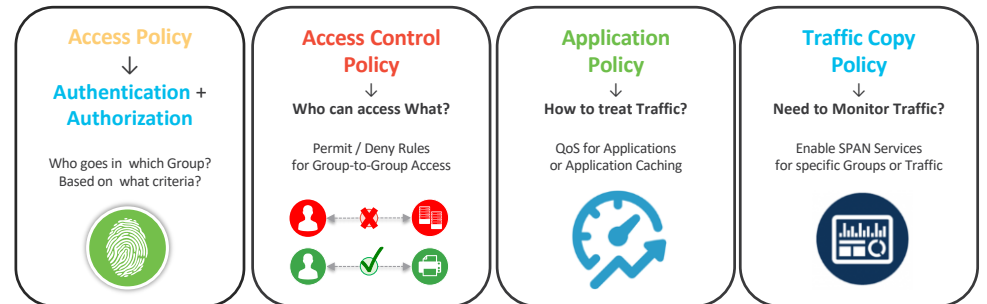 Access Policy
↓
Authentication +
Authorization
Who goes in which Group?
Based on what criteria?
Access Control
Policy
↓
Who can access What?
Permit / Deny Rules
for Group-to-Group Access
Application
Policy
↓
How to treat Traffic?
QoS for Applications
or Application Caching
Traffic Copy
Policy
↓
Need to Monitor Traffic?
Enable SPAN Services
for specific Groups or Traffic